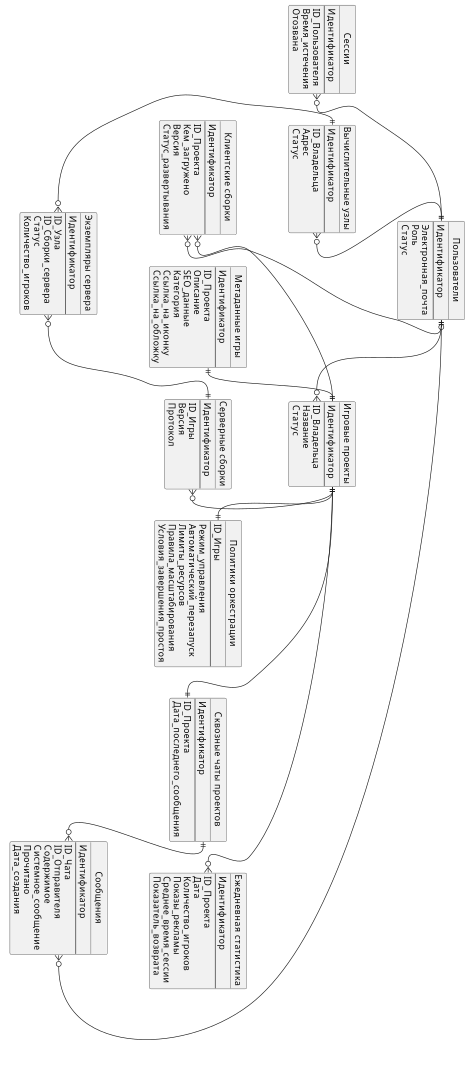 Сессии
Идентификатор
ID_Пользователя
Время_истечения
Отозвана
Вычислительные узлы
Идентификатор
ID_Владельца
Адрес
Статус
Клиентские сборки
Идентификатор
ID_Проекта
Кем_загружено
Версия
Статус_развертывания
Пользователи
Идентификатор
Электронная_почта
Роль
Статус
Экземпляры сервера
Идентификатор
ID_Узла
ID_Сборки_сервера
Статус
Количество_игроков
Метаданные игры
Идентификатор
ID_Проекта
Описание
SEO_данные
Категория
Ссылка_на_иконку
Ссылка_на_обложку
Игровые проекты
Идентификатор
ID_Владельца
Название
Статус
Серверные сборки
Идентификатор
ID_Игры
Версия
Протокол
Политики оркестрации
ID_Игры
Режим_управления
Автоматический_перезапуск
Лимиты_ресурсов
Правила_масштабирования
Условия_завершения_простоя
Сквозные чаты проектов
Идентификатор
ID_Проекта
Дата_последнего_сообщения
Сообщения
Идентификатор
ID_Чата
ID_Отправителя
Содержимое
Системное_сообщение
Прочитано
Дата_создания
Ежедневная статистика
Идентификатор
ID_Проекта
Дата
Количество_игроков
Показы_рекламы
Среднее_время_сессии
Показатель_возврата